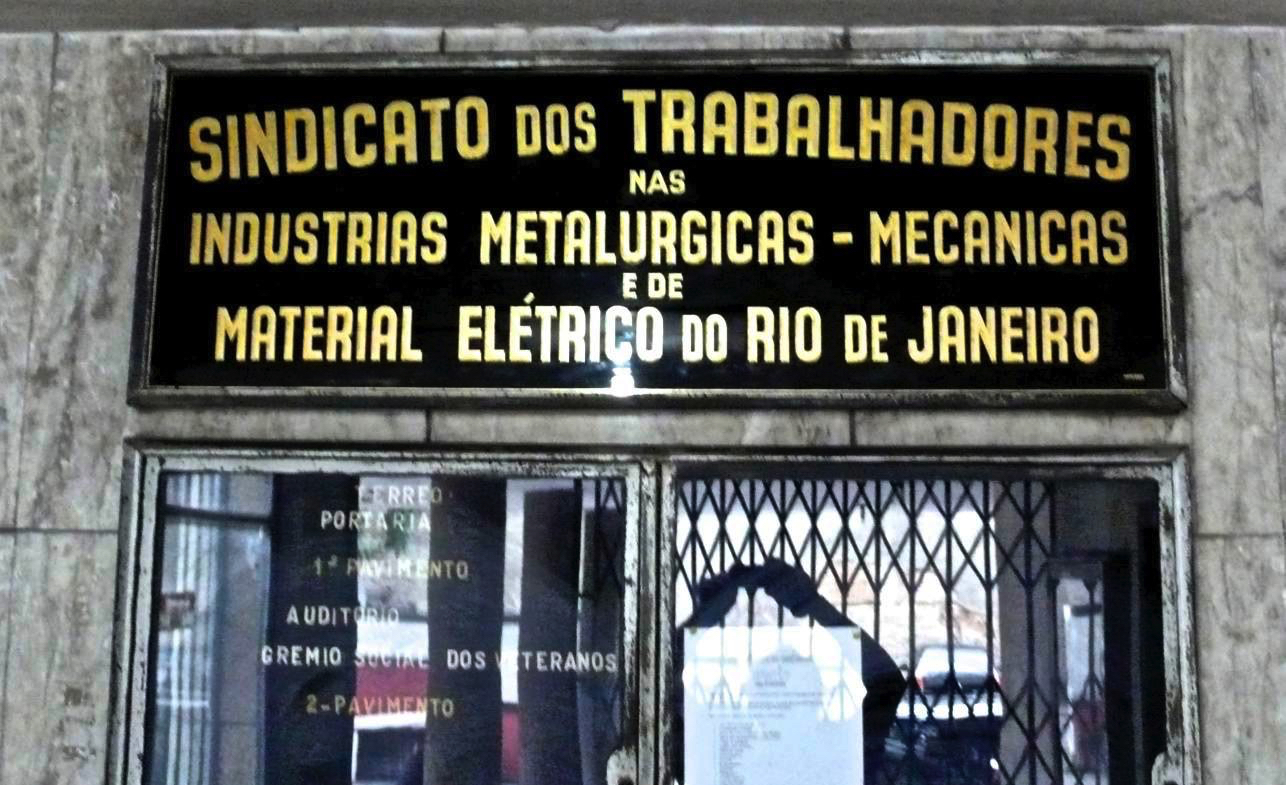 SINDICATO DOS TRABALHADORES
NAS
INDUSTRIAS METALURGICAS - MECANICAS
E DE
MATERIAL ELÉTRICO DO RIO DE JANEIRO
TERREO
PORTARIA
1º PAVIMENTO
AUDITÓRIO
GREMIO SOCIAL DOS VETERANOS
2-PAVIMENTO